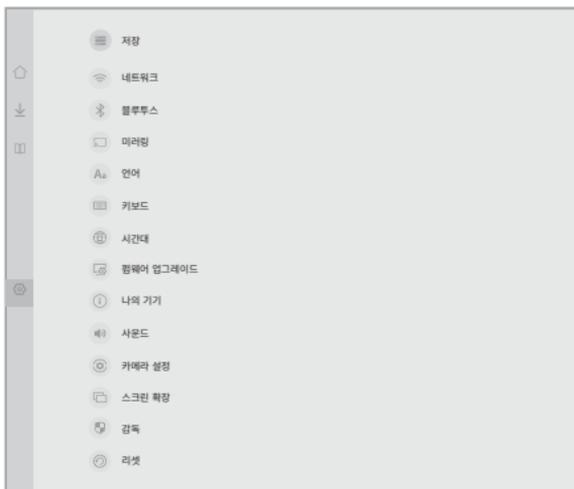 저장
네트워크
블루투스
미러링
언어
키보드
시간대
펌웨어 업그레이드
나의 기기
사운드
카메라 설정
스크린 확장
감독
리셋